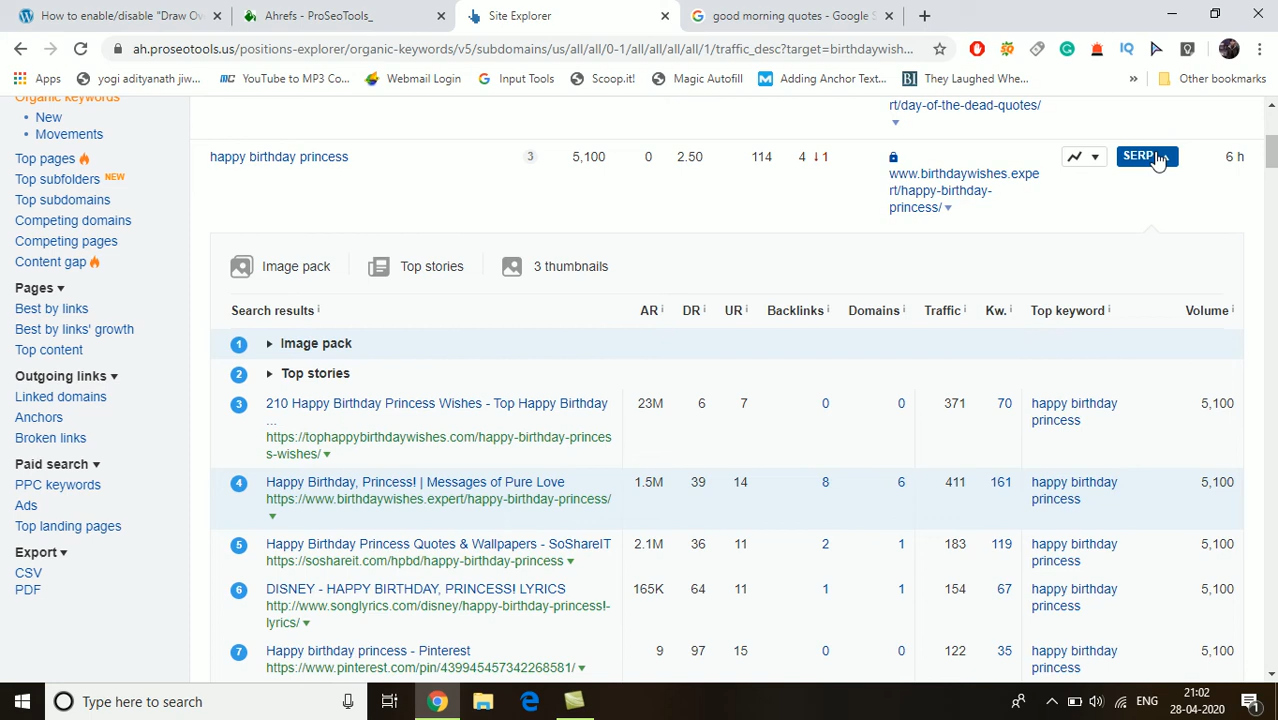 How to enable/disable "Draw Ov
Ahrefs - ProSeoTools_
Site Explorer
good morning quotes - Google S
ah.proseotools.us/positions-explorer/organic-keywords/v5/subdomains/us/all/all/0-1/all/all/all/all/1/traffic_desc?target=birthdaywish...
Apps
yogi adityanath jiw...
YouTube to MP3 Co...
Webmail Login
Input Tools
Scoop.it!
Magic Autofill
Adding Anchor Text...
They Laughed Whe...
»
Other bookmarks
Organic keywords
• New
• Movements
Top pages
Top subfolders NEW
Top subdomains
Competing domains
Competing pages
Content gap
Pages
Best by links
Best by links' growth
Top content
Outgoing links
Linked domains
Anchors
Broken links
Paid search
PPC keywords
Ads
Top landing pages
Export
CSV
PDF
rt/day-of-the-dead-quotes/
happy birthday princess 3 5,100 0 2.50 114 4 ↓1 SERP 6 h
www.birthdaywishes.expe
rt/happy-birthday-
princess/
Image pack Top stories 3 thumbnails
Search results AR DR UR Backlinks Domains Traffic Kw. Top keyword Volume
1 Image pack
2 Top stories
3 210 Happy Birthday Princess Wishes - Top Happy Birthday 23M 6 7 0 0 371 70 happy birthday 5,100
... princess
https://tophappybirthdaywishes.com/happy-birthday-princes
s-wishes/
4 Happy Birthday, Princess! | Messages of Pure Love 1.5M 39 14 8 6 411 161 happy birthday 5,100
https://www.birthdaywishes.expert/happy-birthday-princess/ princess
5 Happy Birthday Princess Quotes & Wallpapers - SoShareIT 2.1M 36 11 2 1 183 119 happy birthday 5,100
https://soshareit.com/hpbd/happy-birthday-princess princess
6 DISNEY - HAPPY BIRTHDAY, PRINCESS! LYRICS 165K 64 11 1 1 154 67 happy birthday 5,100
http://www.songlyrics.com/disney/happy-birthday-princess!- princess
lyrics/
7 Happy birthday princess - Pinterest 9 97 15 0 0 122 35 happy birthday 5,100
https://www.pinterest.com/pin/439945457342268581/ princess
Type here to search
ENG
21:02
28-04-2020
1